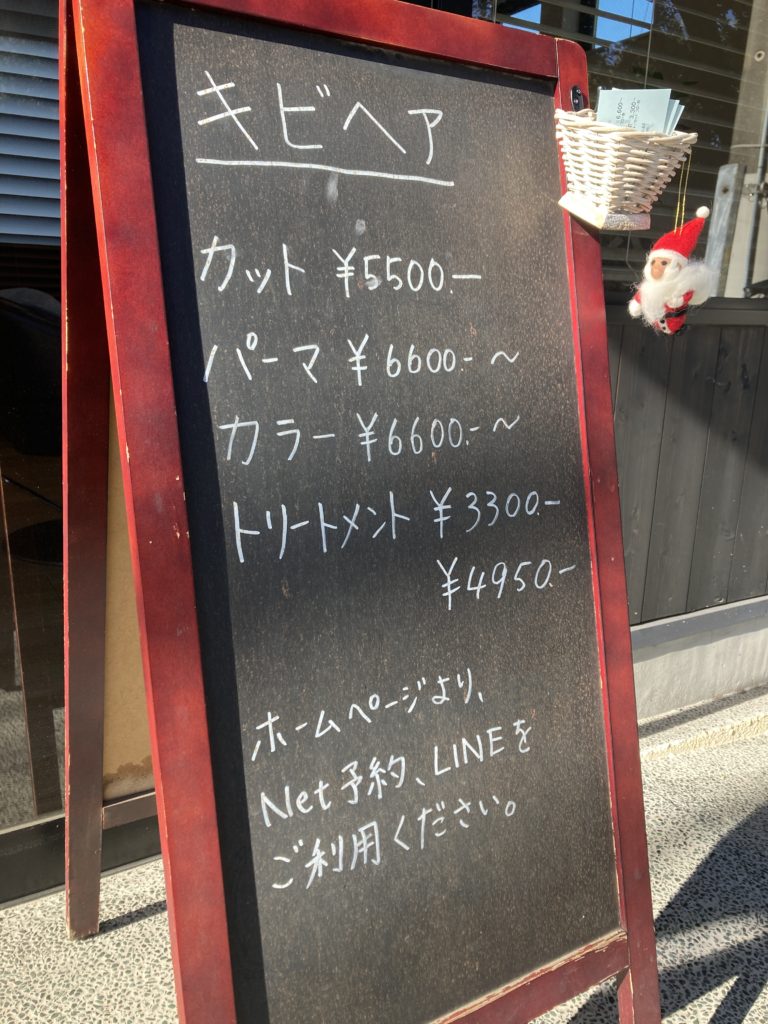 キビヘア
カット ¥5500.-
パーマ ¥6600.-～
カラー ¥6600.-～
トリートメント ¥3300.-
¥4950.-
ホームページより、
Net予約、LINEを
ご利用ください。